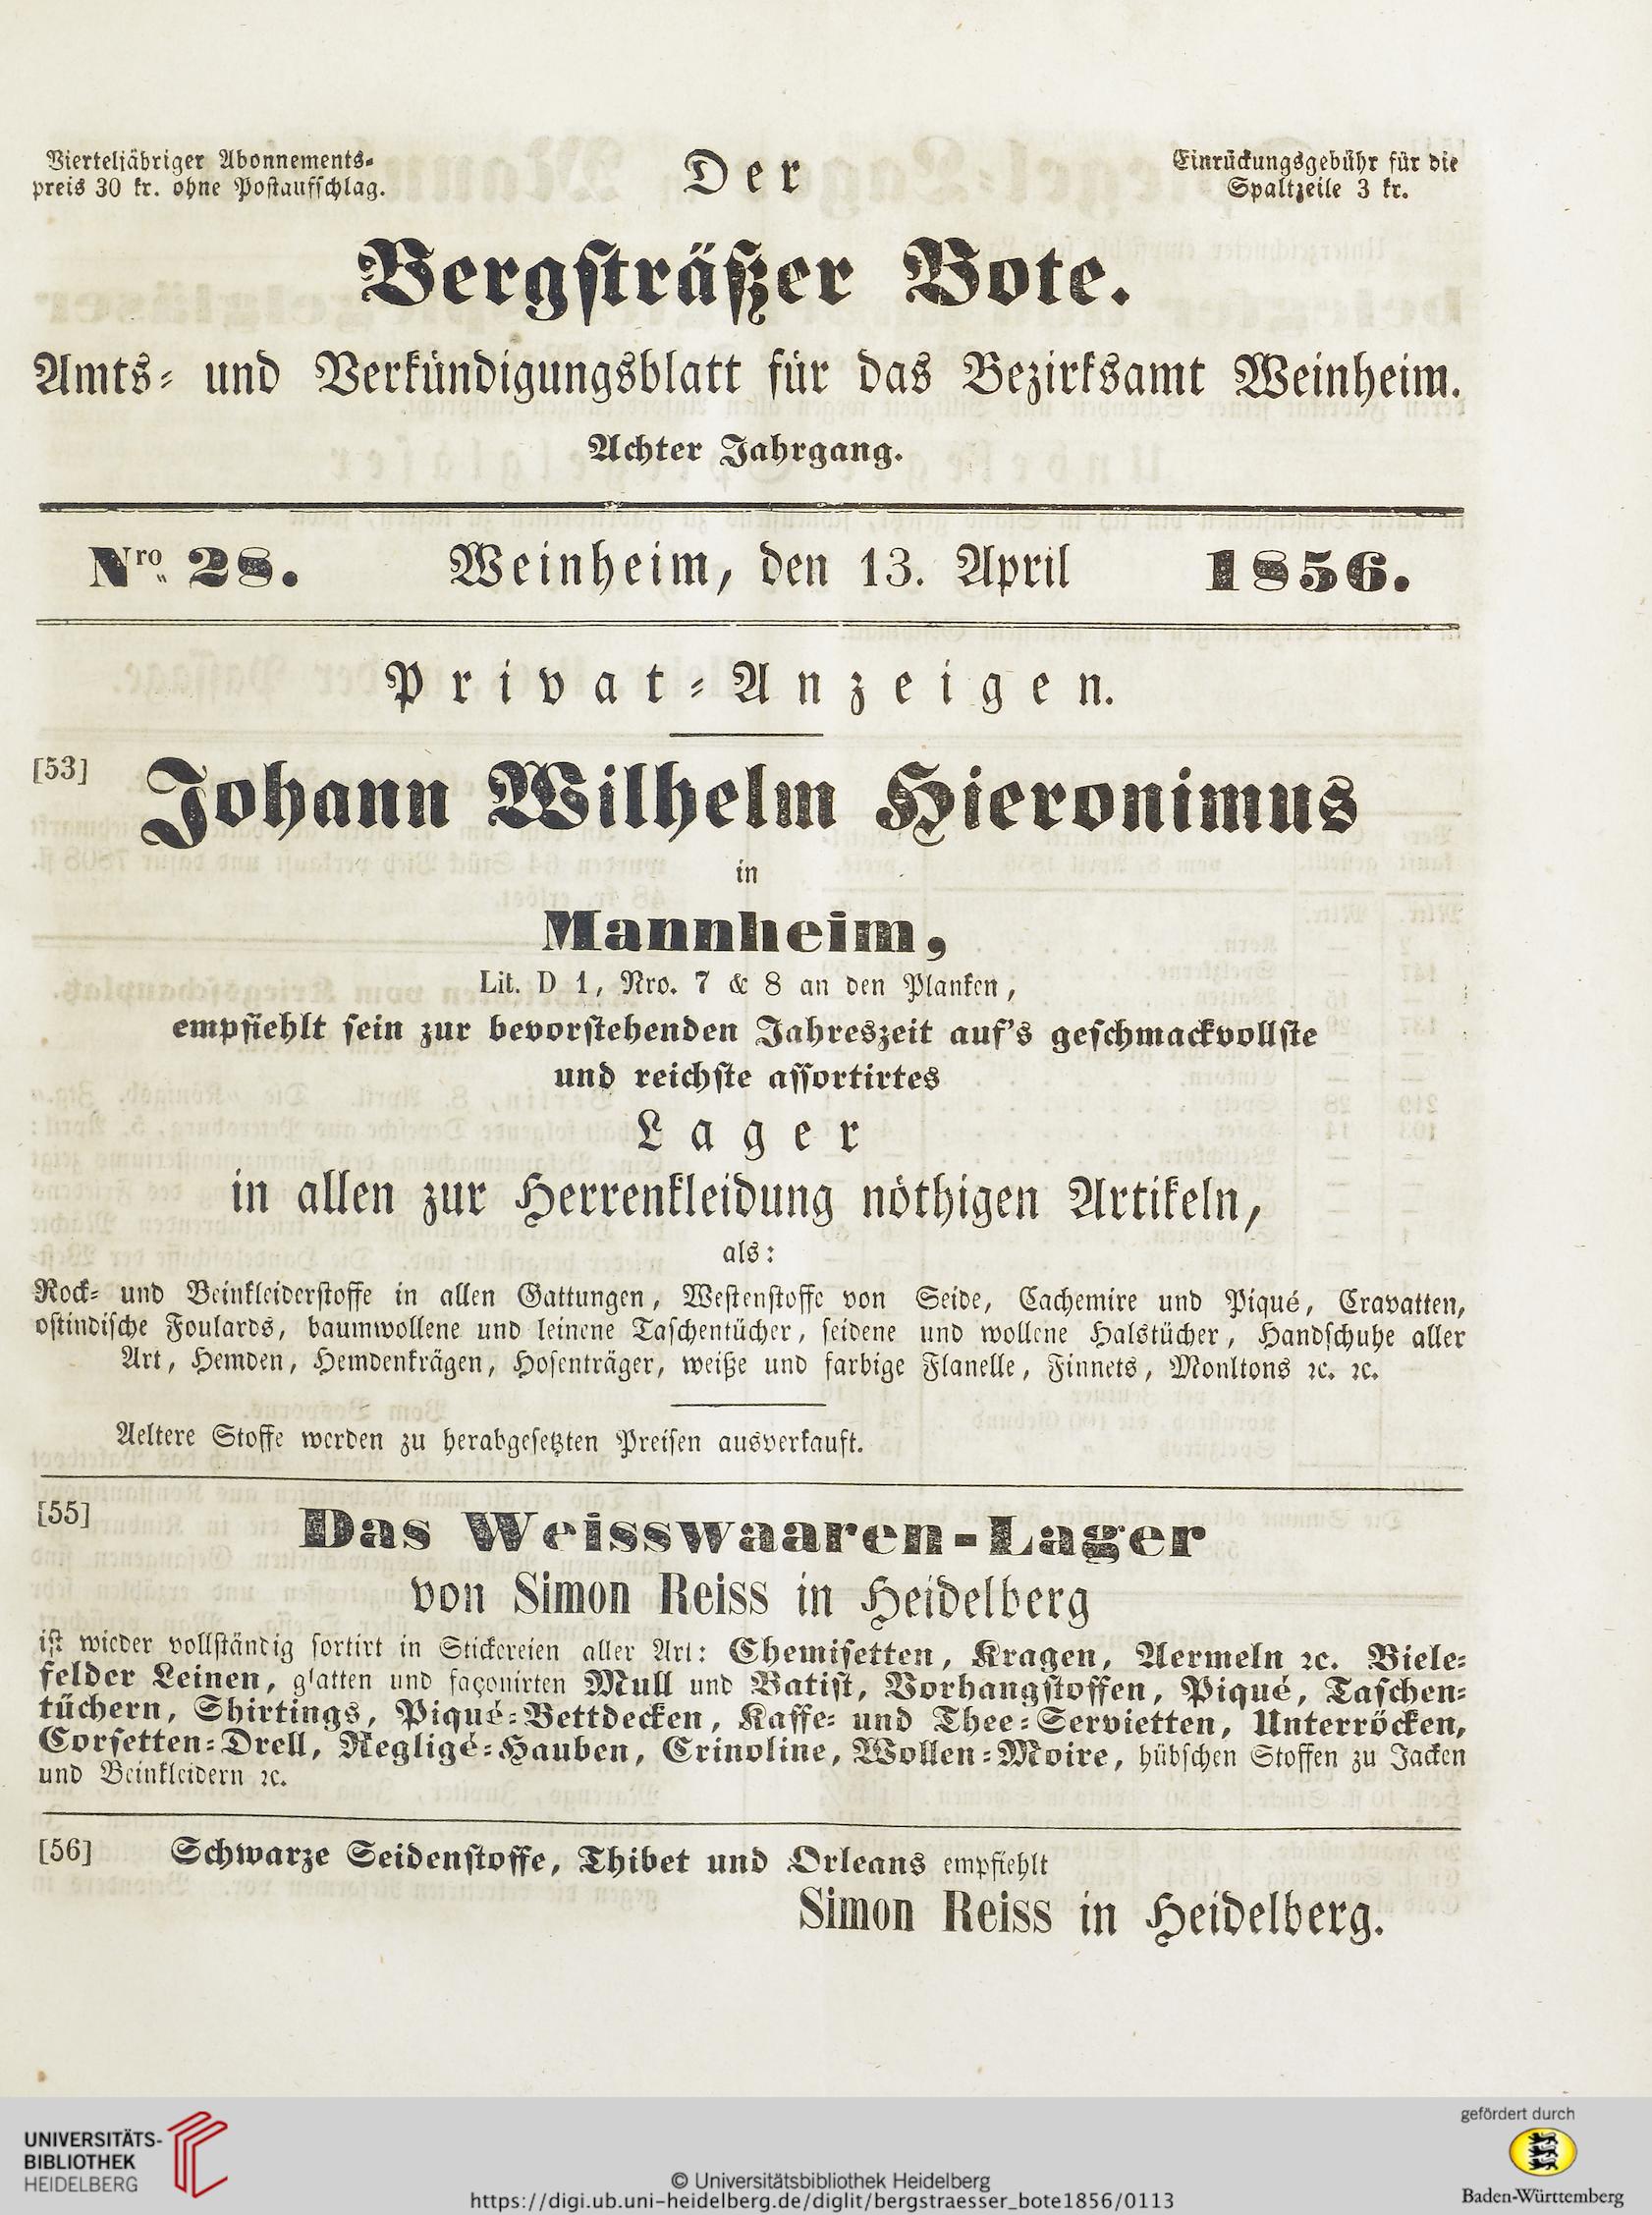 Vierteljähriger Abonnements-
preis 30 kr. ohne Postaufschlag.
Der
Einrückungsgebühr für die
Spaltzeile 3 kr.
Bergsträßer Bote.
Amts- und Verkündigungsblatt für das Bezirksamt Weinheim.
Achter Jahrgang.
Nro. 28. Weinheim, den 13. April 1856.
Privat-Anzeigen.
[53] Johann Wilhelm Hieronimus
in
Mannheim,
Lit. D 1, Nro. 7 & 8 an den Planken,
empfiehlt sein zur bevorstehenden Jahreszeit auf's geschmackvollste
und reichste assortirtes
Lager
in allen zur Herrenkleidung nöthigen Artikeln,
als:
Rock- und Beinkleiderstoffe in allen Gattungen, Westenstoffe von Seide, Cachemire und Piqué, Cravatten,
ostindische Foulards, baumwollene und leinene Taschentücher, seidene und wollene Halstücher, Handschuhe aller
Art, Hemden, Hemdenkrägen, Hosenträger, weiße und farbige Flanelle, Finnets, Monltons ꝛc. ꝛc.
Aeltere Stoffe werden zu herabgesetzten Preisen ausverkauft.
[55] Das Weisswaaren-Lager
von Simon Reiss in Heidelberg
ist wieder vollständig sortirt in Stickereien aller Art: Chemisetten, Kragen, Aermeln ꝛc. Biele-
felder Leinen, glatten und façonirten Mull und Batist, Vorhangstoffen, Piqué, Taschen-
tüchern, Shirtings, Piqué-Bettdecken, Kaffe- und Thee-Servietten, Unterröcken,
Corsetten-Drell, Negligé-Hauben, Crinoline, Wollen-Moire, hübschen Stoffen zu Jacken
und Beinkleidern ꝛc.
[56] Schwarze Seidenstoffe, Thibet und Orleans empfiehlt
Simon Reiss in Heidelberg.
UNIVERSITÄTS-
BIBLIOTHEK
HEIDELBERG
© Universitätsbibliothek Heidelberg
https://digi.ub.uni-heidelberg.de/diglit/bergstraesser_bote1856/0113
gefördert durch
Baden-Württemberg